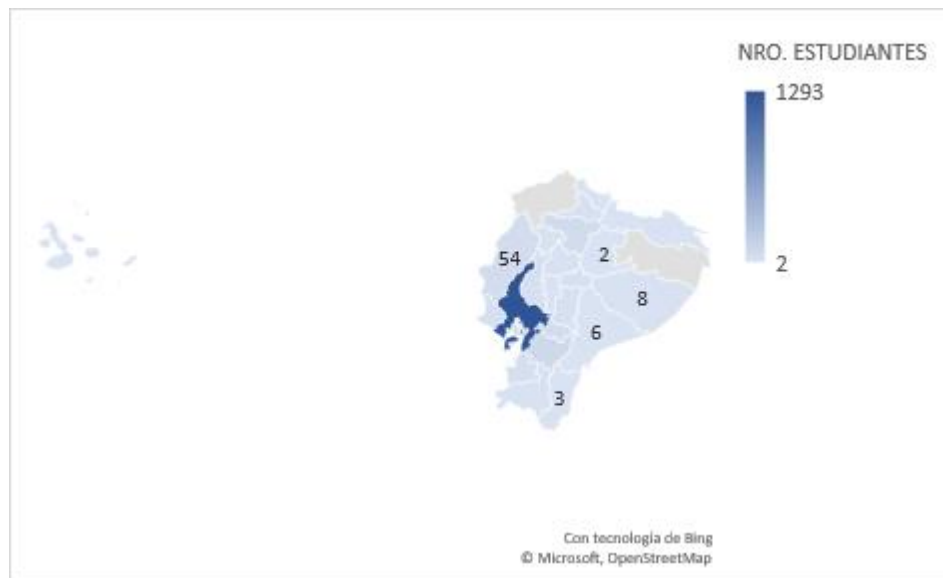 NRO. ESTUDIANTES
1293
2
54
2
8
6
3
Con tecnología de Bing
© Microsoft, OpenStreetMap